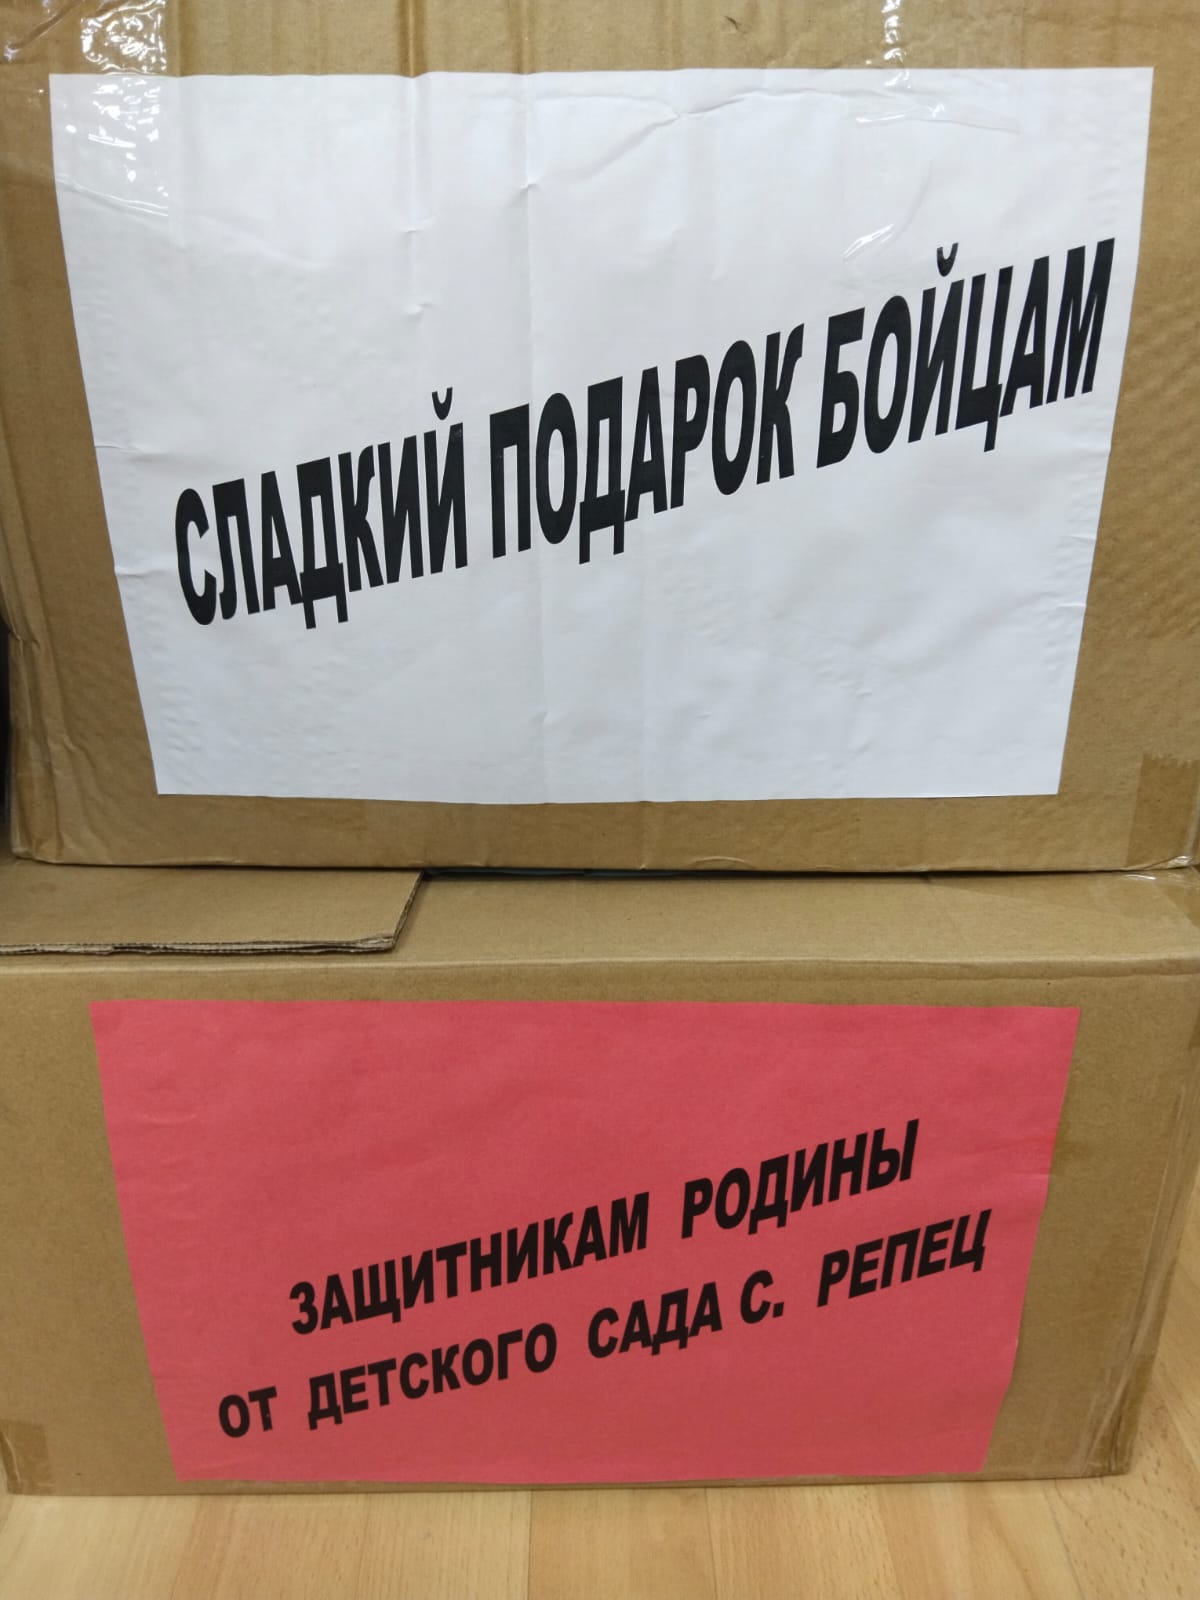 СЛАДКИЙ ПОДАРОК БОЙЦАМ
ЗАЩИТНИКАМ РОДИНЫ
ОТ ДЕТСКОГО САДА С. РЕПЕЦ